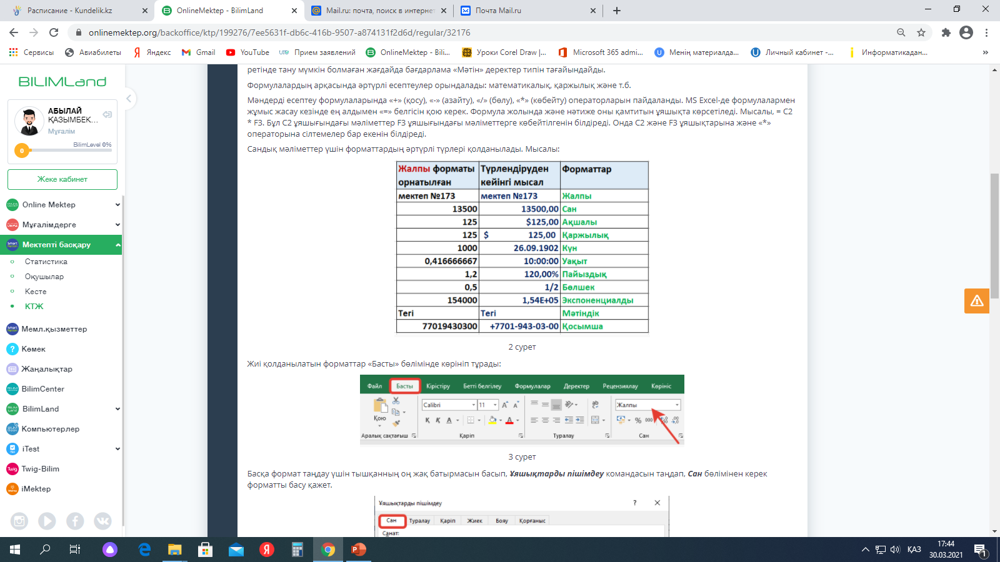 Расписание - Kundelik.kz
OnlineMektep - BilimLand
Mail.ru: почта, поиск в интернет
Почта Mail.ru
onlinemektep.org/backoffice/ktp/199276/7ee5631f-db6c-416b-9507-a874131f2d6d/regular/32176
Сервисы
Авиабилеты
Яндекс
Gmail
YouTube
Прием заявлений
OnlineMektep - Bili...
Уроки Corel Draw |...
Microsoft 365 admi...
Менің материалда...
Личный кабинет -...
Информатикадан...
BILIMLand
АБЫЛАЙ
ҚАЗЫМБЕК...
Мұғалім
BilimLevel 0%
0
Жеке кабинет
Online Mektep
Мұғалімдерге
Мектепті басқару
Статистика
Оқушылар
Кесте
КТЖ
Мемл.қызметтер
Көмек
Жаңалықтар
BilimCenter
BilimLand
Компьютерлер
iTest
Twig-Bilim
iMektep
ретінде тану мүмкін болмаған жағдайда бағдарлама «Мәтін» деректер типін тағайындайды.
Формулалардың арқасында әртүрлі есептеулер орындалады: математикалық, қаржылық және т.б.
Мәндерді есептеу формулаларында «+» (қосу), «-» (азайту), «/» (бөлу), «*» (көбейту) операторларын пайдаланды. MS Excel-де формулалармен
жұмыс жасау кезінде ең алдымен «=» белгісін қою керек. Формула жолында және нәтиже оны қамтитын ұяшықта көрсетіледі. Мысалы, = C2
* F3. Бұл C2 ұяшығындағы мәліметтер F3 ұяшығындағы мәліметтерге көбейтілгенін білдіреді. Онда C2 және F3 ұяшықтарына және «*»
операторына сілтемелер бар екенін білдіреді.
Сандық мәліметтер үшін форматтардың әртүрлі түрлері қолданылады. Мысалы:
Жалпы форматы орнатылған	Түрлендіруден кейінгі мысал	Форматтар
мектеп №173	мектеп №173	Жалпы
13500	13500,00	Сан
125	$125,00	Ақшалы
125	$ 125,00	Қаржылық
1000	26.09.1902	Күн
0,416666667	10:00:00	Уақыт
1,2	120,00%	Пайыздық
0,5	1/2	Бөлшек
154000	1,54E+05	Экспоненциалды
Тегі	Тегі	Мәтіндік
77019430300	+7701-943-03-00	Қосымша
2 сурет
Жиі қолданылатын форматтар «Басты» бөлімінде көрініп тұрады:
Файл Басты Кірістіру Бетті белгілеу Формулалар Деректер Рецензиялау Көрініс
Calibri 11 Жалпы
Қою
Қ Қ А
% 000
Аралық сақтағыш Қаріп Туралау Сан
3 сурет
Басқа формат таңдау үшін тышқанның оң жақ батырмасын басып, Ұяшықтарды пішімдеу командасын таңдап, Сан бөлімінен керек
форматты басу қажет.
Ұяшықтарды пішімдеу ?
Сан Туралау Қаріп Жиек Бояу Қорғаныс
Санат:
ҚАЗ
17:44
30.03.2021
1